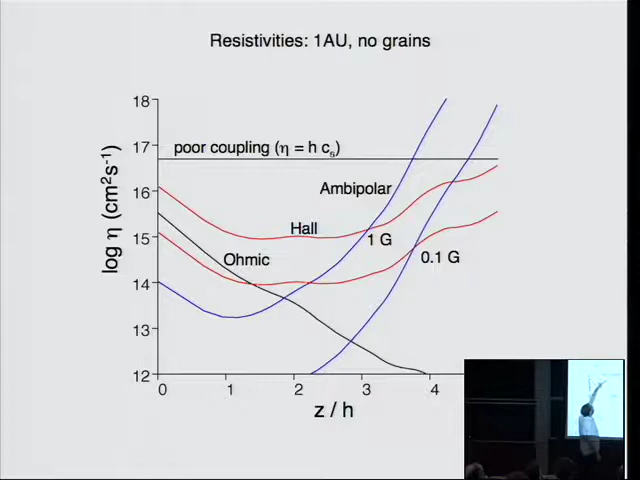 Resistivities: 1AU, no grains
18
poor coupling (η = h cₛ)
17
Ambipolar
16
Hall
1 G
15
Ohmic
0.1 G
14
13
12
log η (cm²s⁻¹)
0 1 2 3 4
z / h